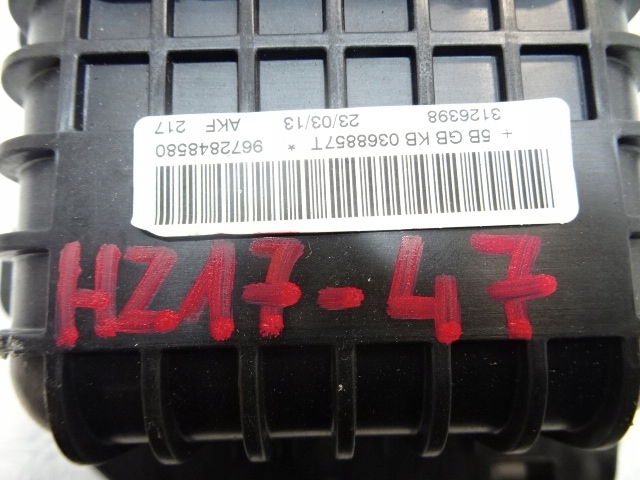 + 5B GB KB 0368857T * 9672848580
3126398 23/03/13 AKF 217
HZ17-47